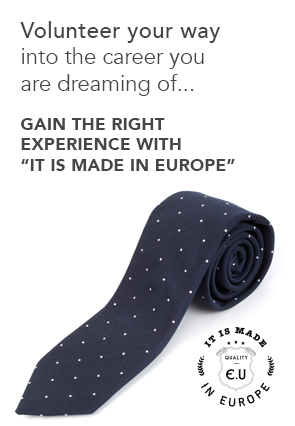 Volunteer your way
into the career you
are dreaming of...
GAIN THE RIGHT
EXPERIENCE WITH
“IT IS MADE IN EUROPE”
IT IS MADE
QUALITY
€.U
IN EUROPE